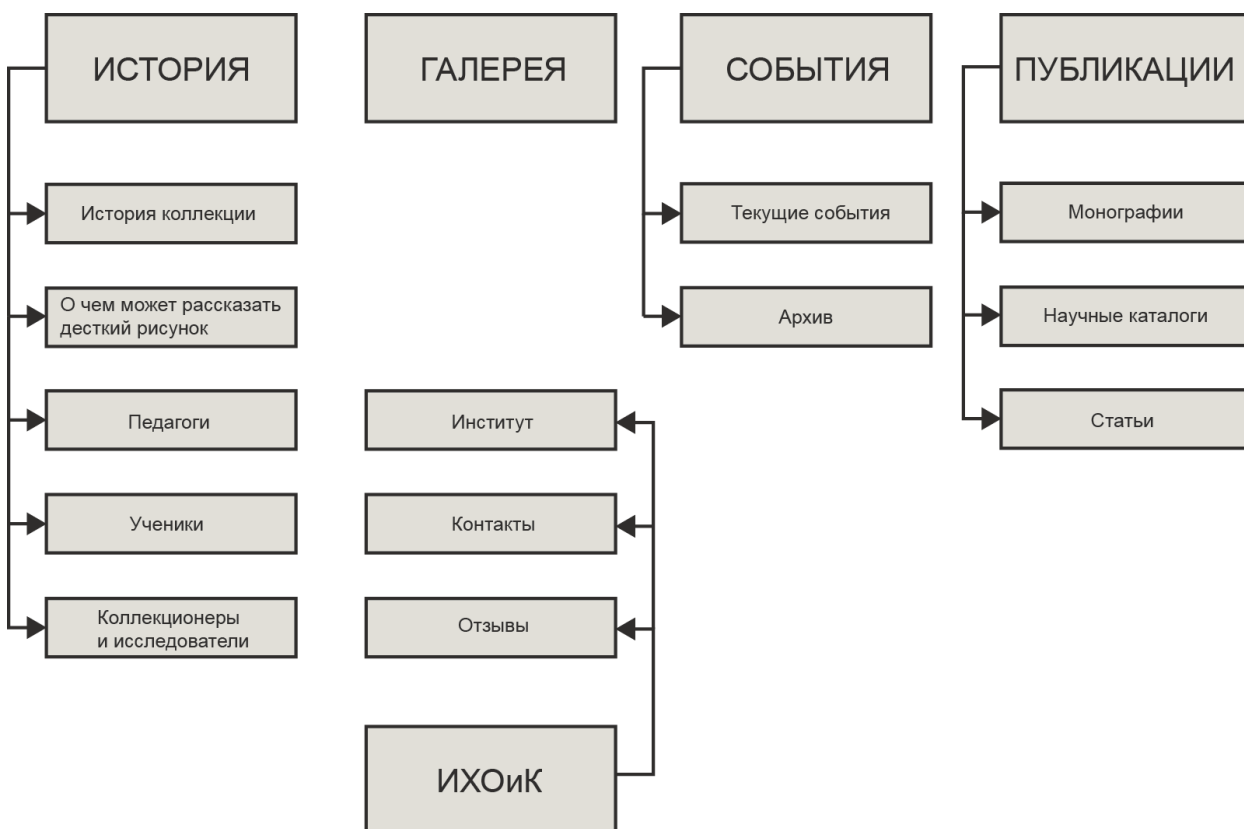 ИСТОРИЯ
ГАЛЕРЕЯ
СОБЫТИЯ
ПУБЛИКАЦИИ
История коллекции
Текущие события
Монографии
О чем может рассказать
десткий рисунок
Архив
Научные каталоги
Педагоги
Институт
Статьи
Ученики
Контакты
Коллекционеры
и исследователи
Отзывы
ИХОиК